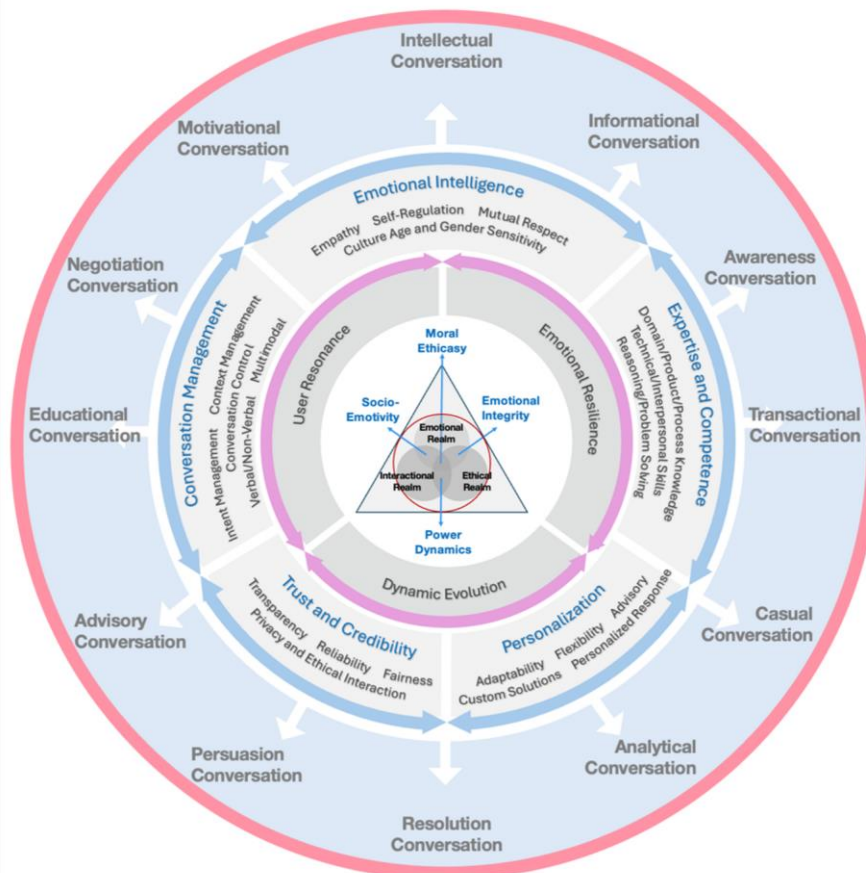 Intellectual
Conversation
Informational
Conversation
Awareness
Conversation
Transactional
Conversation
Casual
Conversation
Analytical
Conversation
Resolution
Conversation
Persuasion
Conversation
Advisory
Conversation
Educational
Conversation
Negotiation
Conversation
Motivational
Conversation
Emotional Intelligence
Empathy Self-Regulation Mutual Respect
Culture Age and Gender Sensitivity
Expertise and Competence
Domain/Product/Process Knowledge
Technical/Interpersonal Skills
Reasoning/Problem Solving
Personalization
Adaptability Flexibility Advisory
Custom Solutions Personalized Response
Trust and Credibility
Transparency Reliability Fairness
Privacy and Ethical Interaction
Conversation Management
Intent Management Context Management
Conversation Control
Verbal/Non-Verbal Multimodal
User Resonance
Emotional Resilience
Dynamic Evolution
Moral
Ethicasy
Socio-
Emotivity
Emotional
Integrity
Emotional
Realm
Interactional
Realm
Ethical
Realm
Power
Dynamics